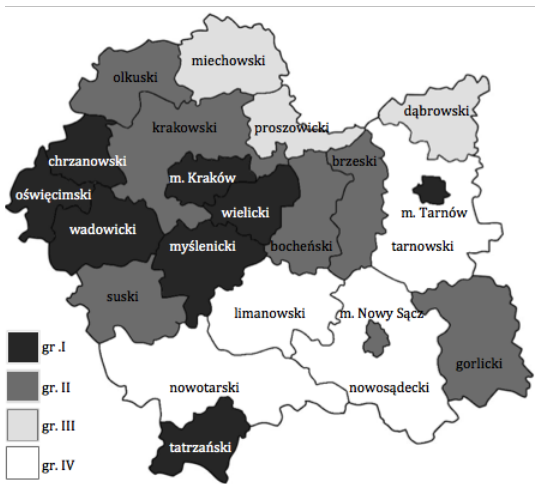 miechowski
olkuski
dąbrowski
krakowski
proszowicki
chrzanowski
brzeski
m. Kraków
oświęcimski
wielicki
m. Tarnów
wadowicki
myślenicki
bocheński
tarnowski
suski
limanowski
m. Nowy Sącz
gr .I
gorlicki
gr. II
nowotarski
nowosądecki
gr. III
tatrzański
gr. IV